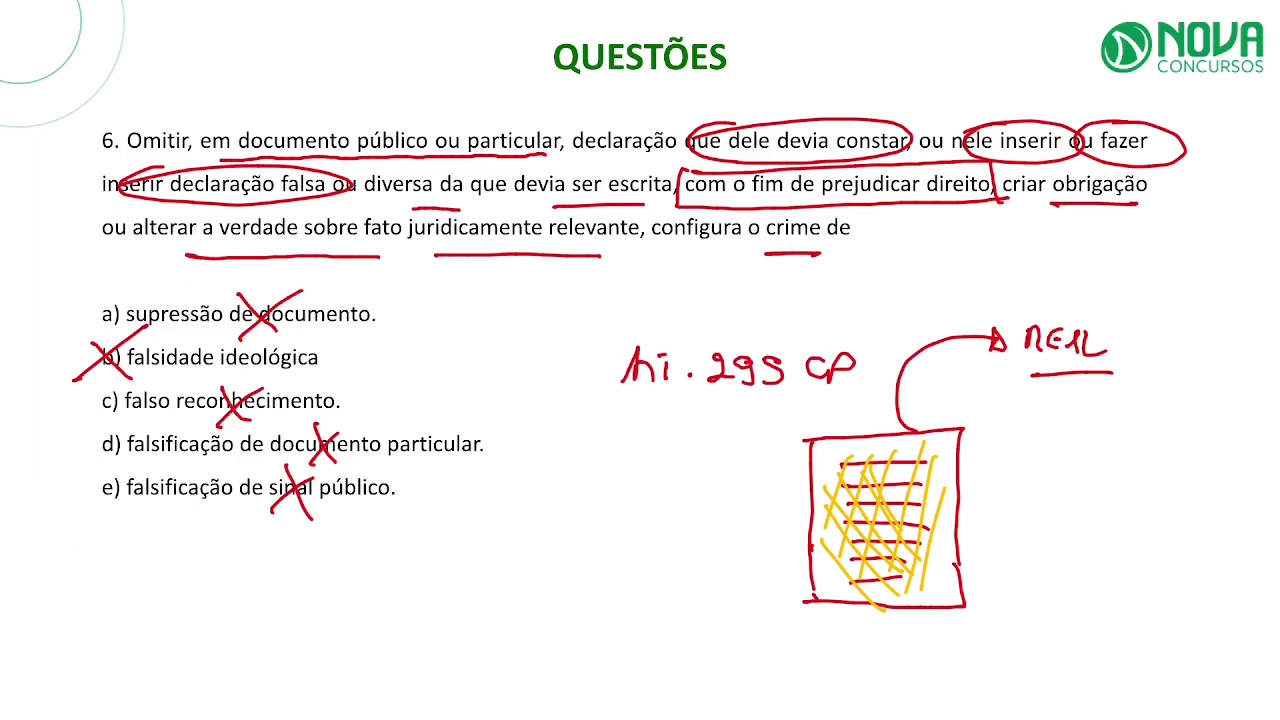 NOVA
CONCURSOS
QUESTÕES
6. Omitir, em documento público ou particular, declaração que dele devia constar, ou nele inserir ou fazer
inserir declaração falsa ou diversa da que devia ser escrita, com o fim de prejudicar direito, criar obrigação
ou alterar a verdade sobre fato juridicamente relevante, configura o crime de
a) supressão de documento.
b) falsidade ideológica
c) falso reconhecimento.
d) falsificação de documento particular.
e) falsificação de sinal público.
299 CP
REAL